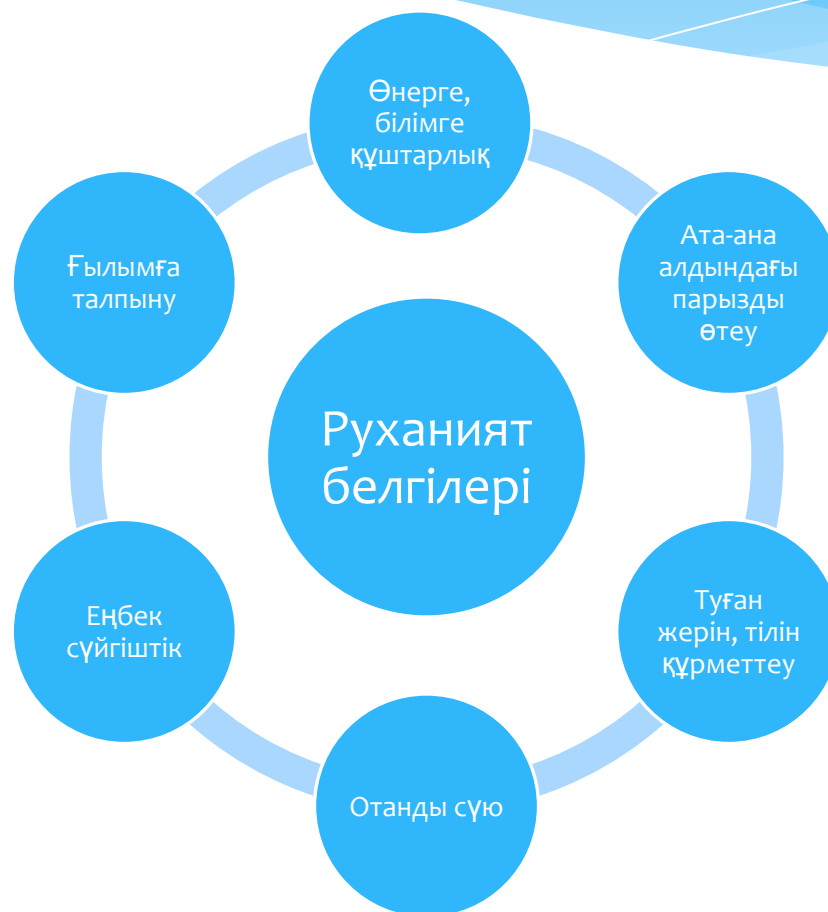 Өнерге,
білімге
құштарлық
Ата-ана
алдындағы
парызды
өтеу
Туған
жерін, тілін
құрметтеу
Отанды сүю
Еңбек
сүйгіштік
Ғылымға
талпыну
Руханият
белгілері